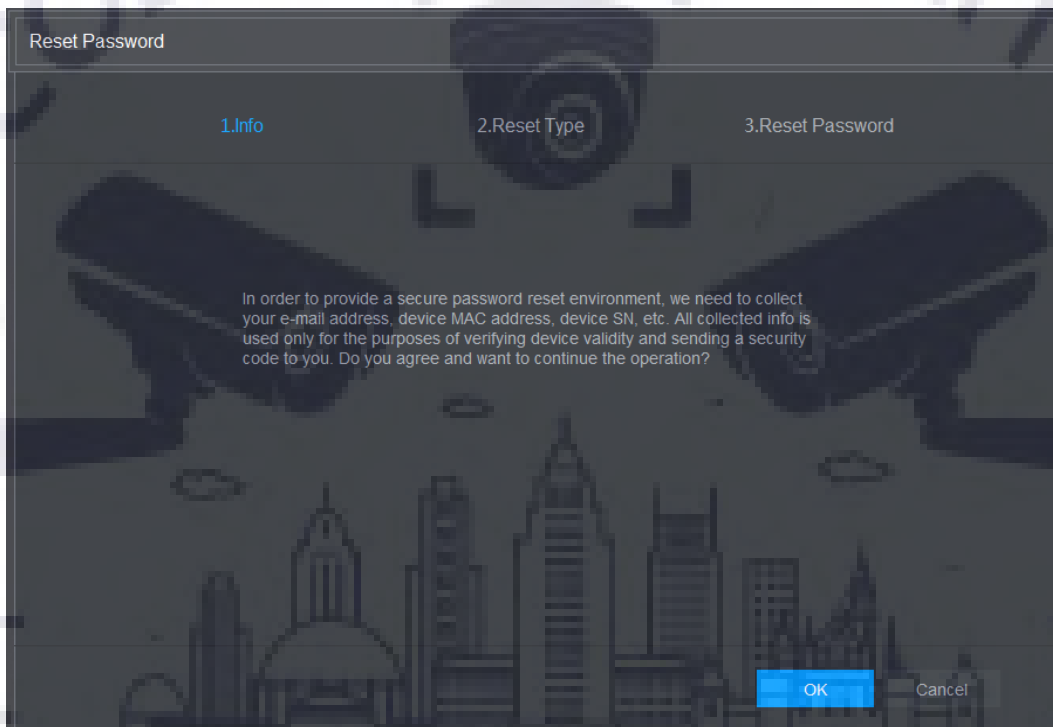 Reset Password
1.Info
2.Reset Type
3.Reset Password
In order to provide a secure password reset environment, we need to collect
your e-mail address, device MAC address, device SN, etc. All collected info is
used only for the purposes of verifying device validity and sending a security
code to you. Do you agree and want to continue the operation?
OK
Cancel